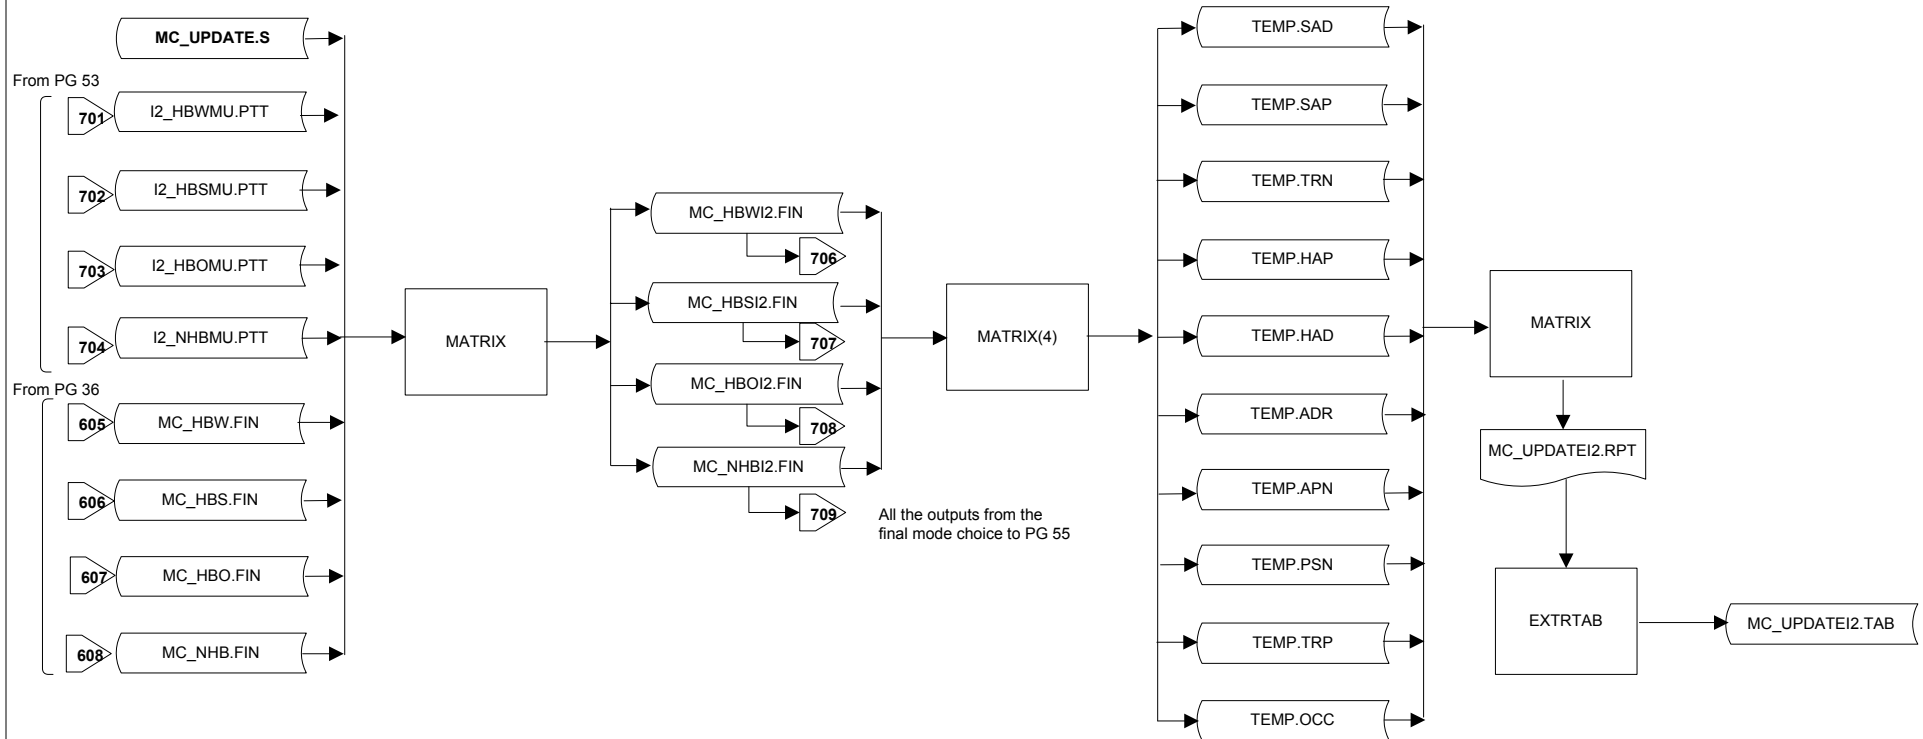 MC_UPDATE.S
From PG 53
701
I2_HBWMU.PTT
702
I2_HBSMU.PTT
703
I2_HBOMU.PTT
704
I2_NHBMU.PTT
From PG 36
605
MC_HBW.FIN
606
MC_HBS.FIN
607
MC_HBO.FIN
608
MC_NHB.FIN
MATRIX
MC_HBWI2.FIN
706
MC_HBSI2.FIN
707
MC_HBOI2.FIN
708
MC_NHBI2.FIN
709
All the outputs from the
final mode choice to PG 55
MATRIX(4)
TEMP.SAD
TEMP.SAP
TEMP.TRN
TEMP.HAP
TEMP.HAD
TEMP.ADR
TEMP.APN
TEMP.PSN
TEMP.TRP
TEMP.OCC
MATRIX
MC_UPDATEI2.RPT
EXTRTAB
MC_UPDATEI2.TAB